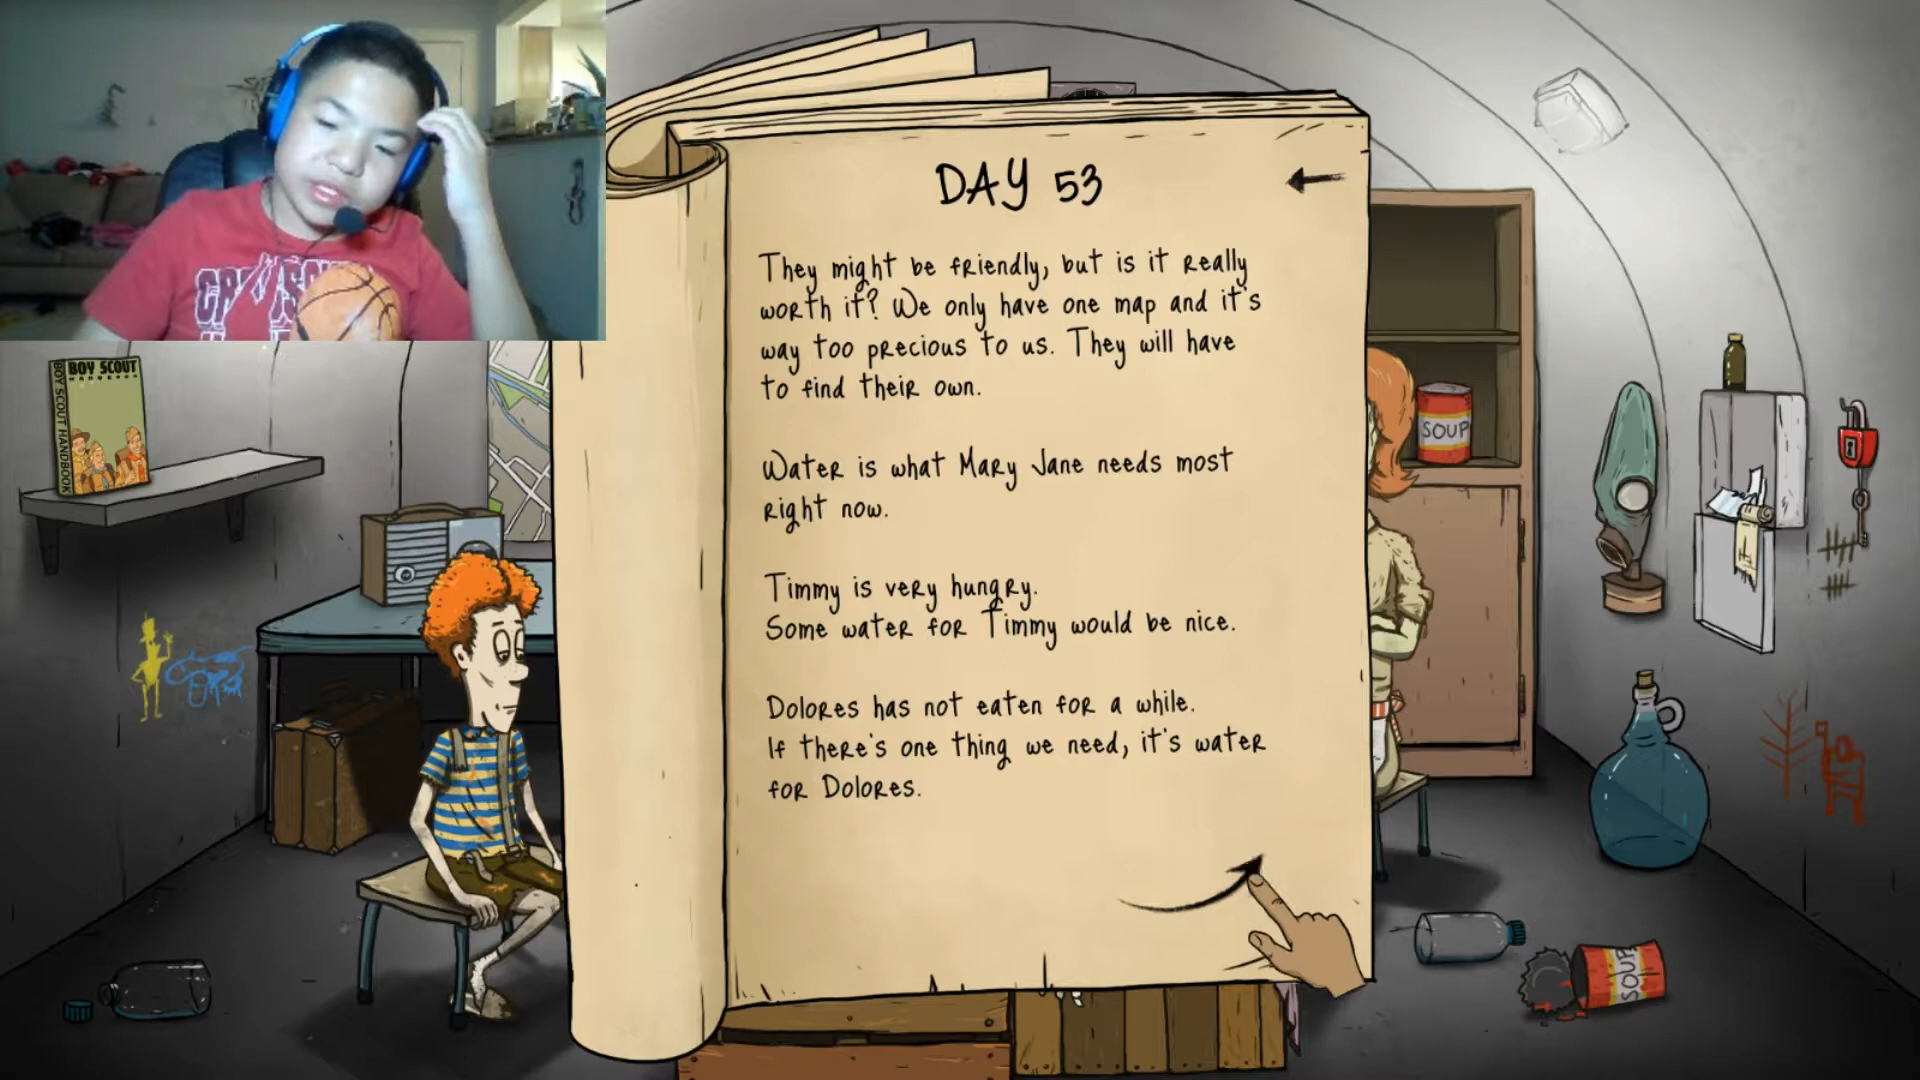 DAY 53
They might be friendly, but is it really
worth it? We only have one map and it's
way too precious to us. They will have
to find their own.
Water is what Mary Jane needs most
right now.
Timmy is very hungry.
Some water for Timmy would be nice.
Dolores has not eaten for a while.
If there's one thing we need, it's water
for Dolores.
BOY SCOUT
HANDBOOK
BOY SCOUT HANDBOOK
SOUP
SOUP